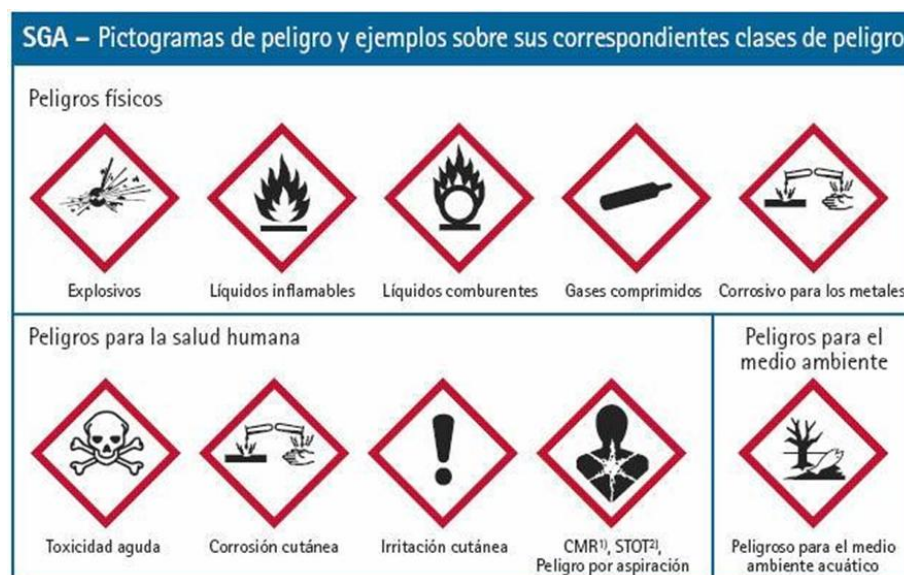 SGA – Pictogramas de peligro y ejemplos sobre sus correspondientes clases de peligro
Peligros físicos
Explosivos
Líquidos inflamables
Líquidos comburentes
Gases comprimidos
Corrosivo para los metales
Peligros para la salud humana
Toxicidad aguda
Corrosión cutánea
Irritación cutánea
CMR¹⁾, STOT²⁾,
Peligro por aspiración
Peligros para el
medio ambiente
Peligroso para el medio
ambiente acuático